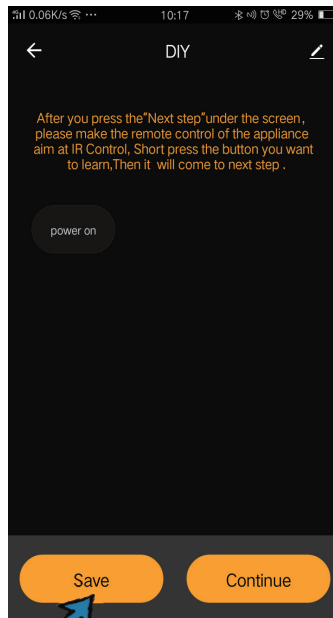 0.06K/s ··· 10:17 HD 29%
DIY
After you press the"Next step"under the screen,
please make the remote control of the appliance
aim at IR Control, Short press the button you want
to learn,Then it will come to next step .
power on
Save Continue